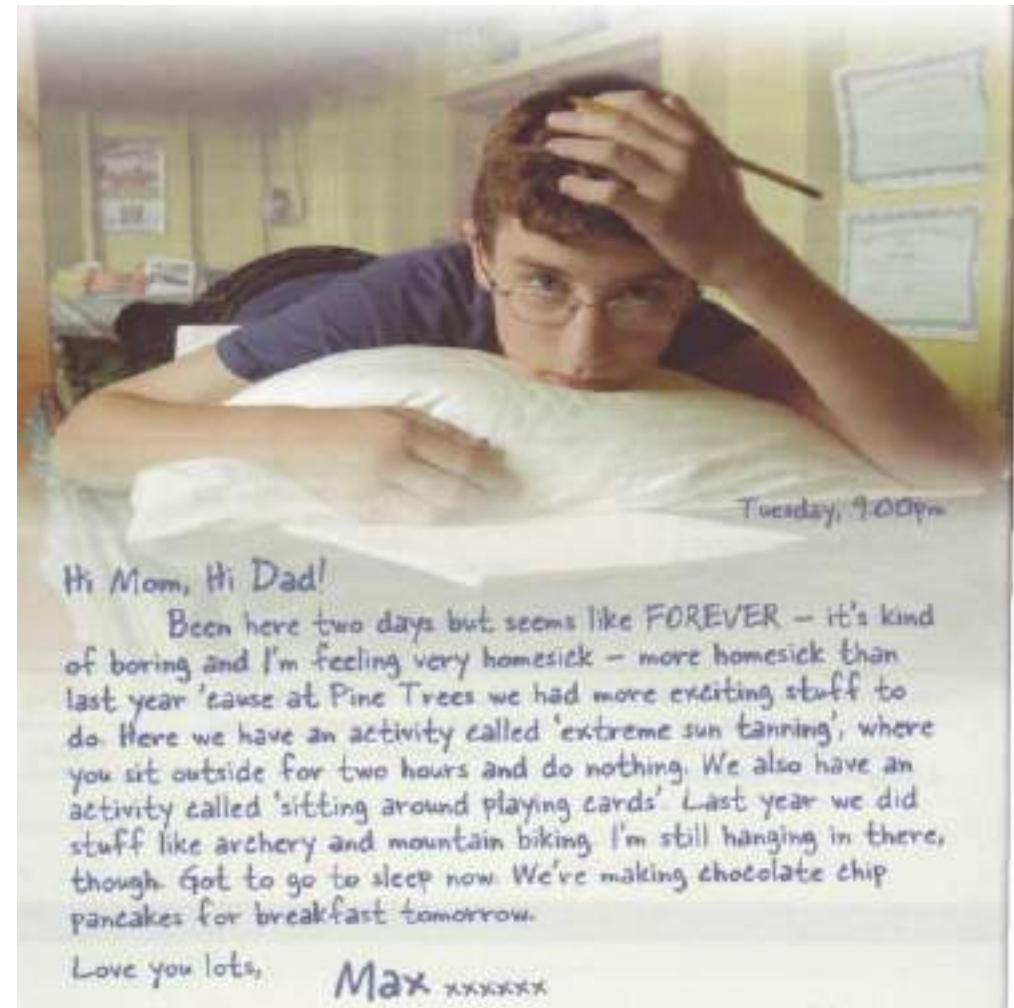 Tuesday, 9.00pm
Hi Mom, Hi Dad!
Been here two days but seems like FOREVER – it's kind
of boring and I'm feeling very homesick – more homesick than
last year 'cause at Pine Trees we had more exciting stuff to
do. Here we have an activity called 'extreme sun tanning', where
you sit outside for two hours and do nothing. We also have an
activity called 'sitting around playing cards'. Last year we did
stuff like archery and mountain biking. I'm still hanging in there,
though. Got to go to sleep now. We're making chocolate chip
pancakes for breakfast tomorrow.
Love you lots,
Max xxxxxx